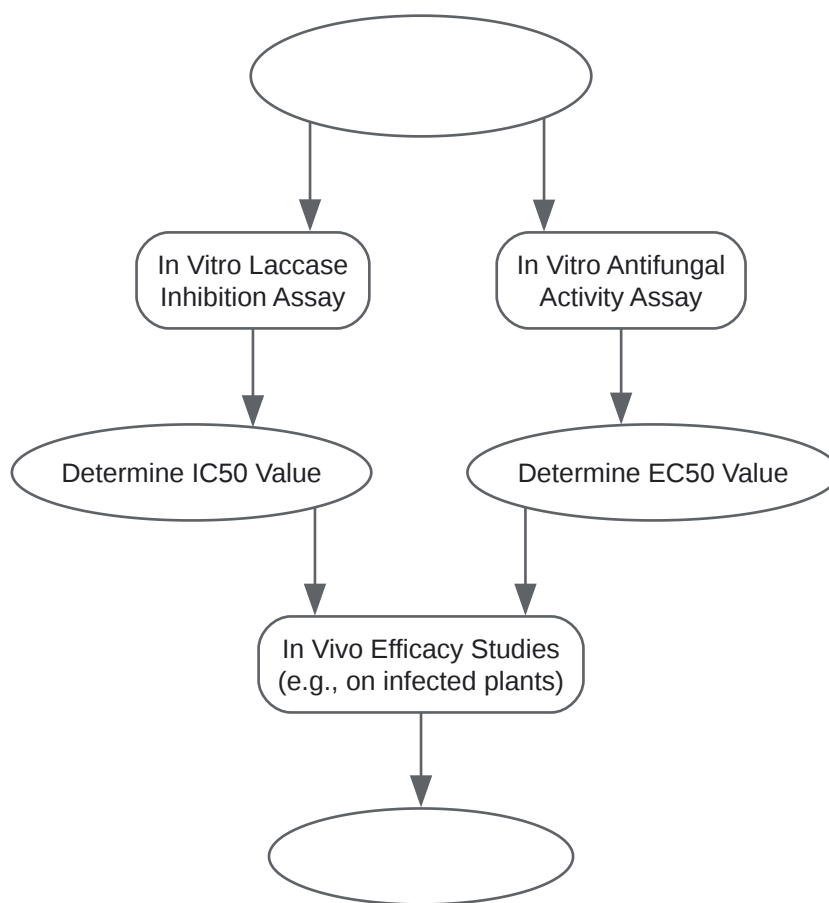 In Vitro Laccase
Inhibition Assay
In Vitro Antifungal
Activity Assay
Determine IC50 Value
Determine EC50 Value
In Vivo Efficacy Studies
(e.g., on infected plants)